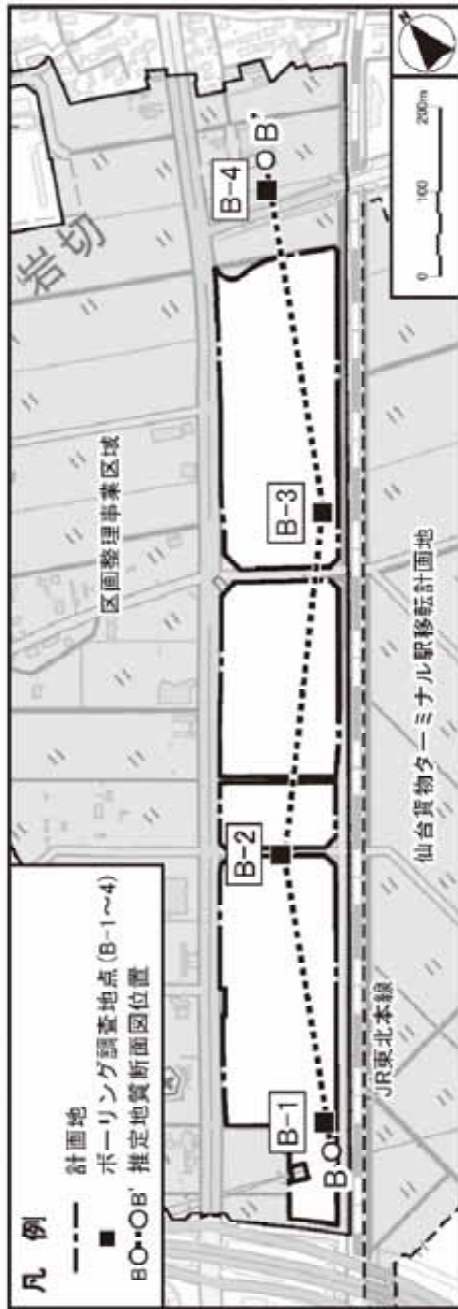 凡 例
計画地
ボーリング調査地点(B-1～4)
BO･･･OB' 推定地質断面図位置
岩切
区画整理事業区域
B-1
B-2
B-3
B-4
B
B'
JR東北本線
仙台貨物ターミナル駅移転計画地
N
0 100 200m